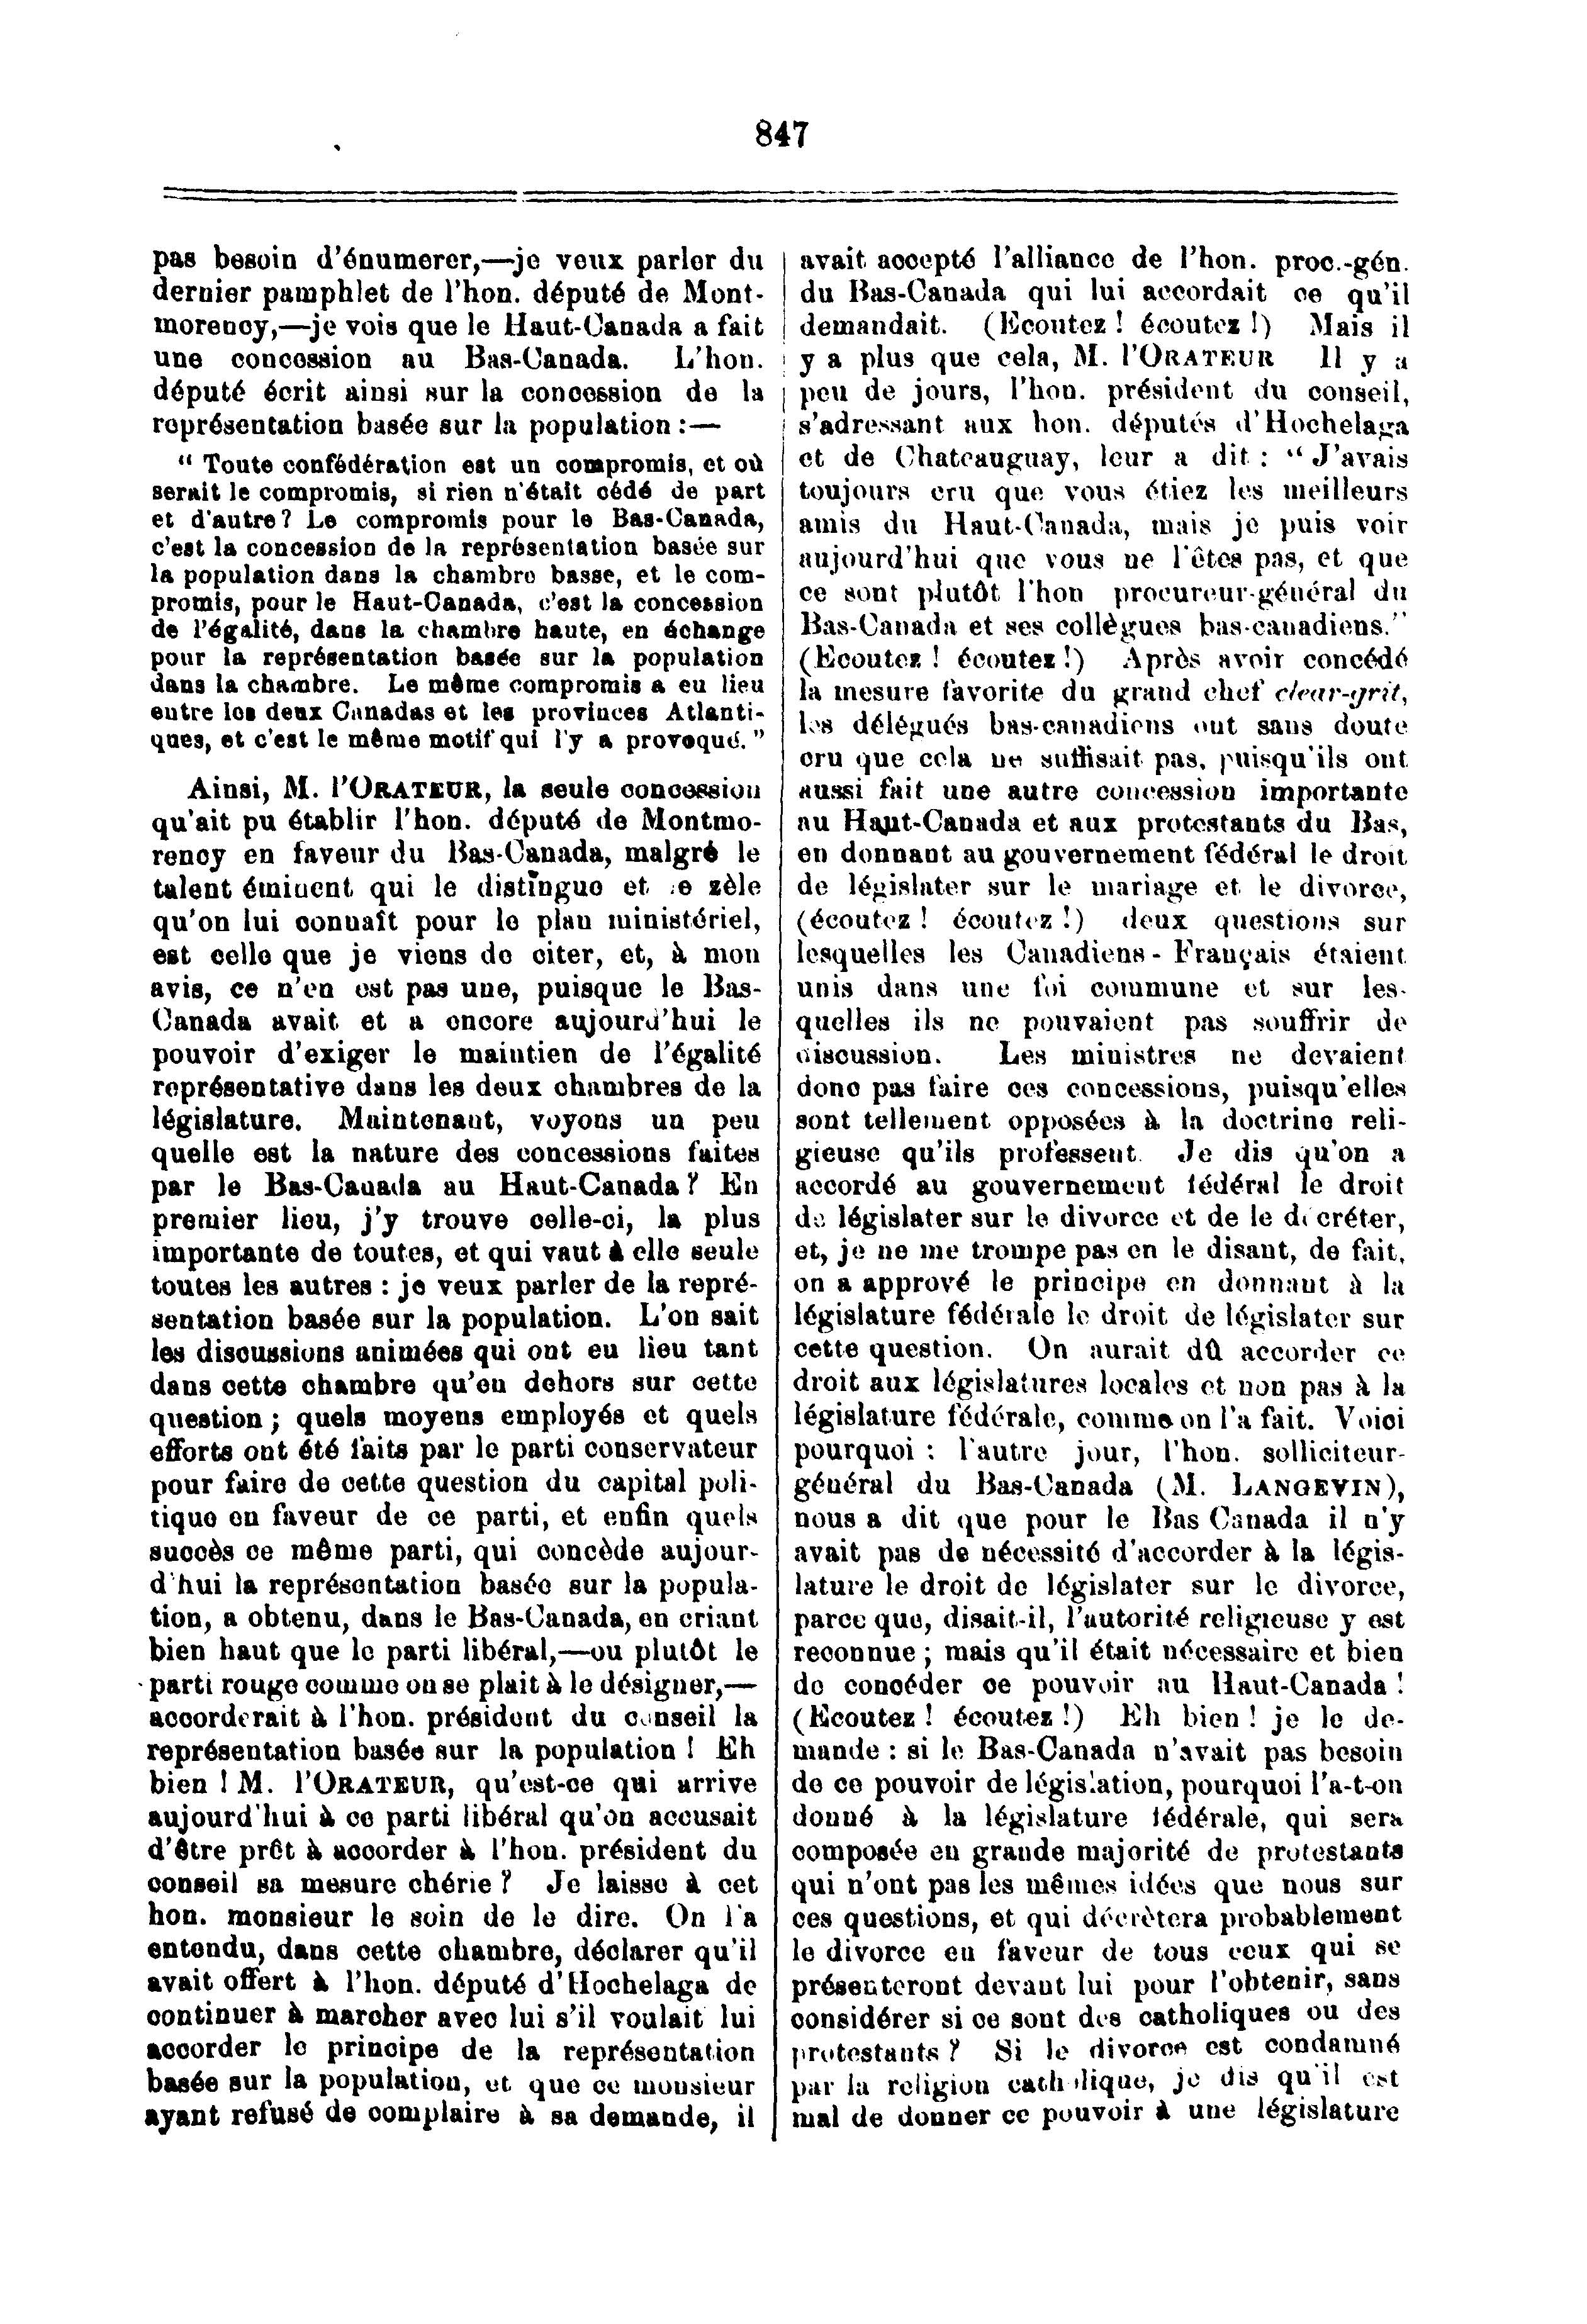 847
pas besoin d'énumerer,—je veux parler du
dernier pamphlet de l'hon. député de Mont-
morency,—je vois que le Haut-Canada a fait
une concession au Bas-Canada. L'hon.
député écrit ainsi sur la concession de la
représentation basée sur la population :—
“ Toute confédération est un compromis, et où
serait le compromis, si rien n'était cédé de part
et d'autre? Le compromis pour le Bas-Canada,
c'est la concession de la représentation basée sur
la population dans la chambre basse, et le com-
promis, pour le Haut-Canada, c'est la concession
de l'égalité, dans la chambre haute, en échange
pour la représentation basée sur la population
dans la chambre. Le même compromis a eu lieu
entre les deux Canadas et les provinces Atlanti-
ques, et c'est le même motif qui l'y a provoqué. ”
Ainsi, M. l'ORATEUR, la seule concession
qu'ait pu établir l'hon. député de Montmo-
rency en faveur du Bas-Canada, malgré le
talent éminent qui le distingue et le zèle
qu'on lui connaît pour le plan ministériel,
est celle que je viens de citer, et, à mon
avis, ce n'en est pas une, puisque le Bas-
Canada avait et a encore aujourd'hui le
pouvoir d'exiger le maintien de l'égalité
représentative dans les deux chambres de la
législature. Maintenant, voyons un peu
quelle est la nature des concessions faites
par le Bas-Canada au Haut-Canada ? En
premier lieu, j'y trouve celle-ci, la plus
importante de toutes, et qui vaut à elle seule
toutes les autres : je veux parler de la repré-
sentation basée sur la population. L'on sait
les discussions animées qui ont eu lieu tant
dans cette chambre qu'en dehors sur cette
question ; quels moyens employés et quels
efforts ont été faits par le parti conservateur
pour faire de cette question du capital poli-
tique en faveur de ce parti, et enfin quels
succès ce même parti, qui concède aujour-
d'hui la représentation basée sur la popula-
tion, a obtenu, dans le Bas-Canada, en criant
bien haut que le parti libéral,—ou plutôt le
parti rouge comme on se plait à le désigner,—
accorderait à l'hon. président du conseil la
représentation basée sur la population ! Eh
bien ! M. l'ORATEUR, qu'est-ce qui arrive
aujourd'hui à ce parti libéral qu'on accusait
d'être prêt à accorder à l'hon. président du
conseil sa mesure chérie ? Je laisse à cet
hon. monsieur le soin de le dire. On l'a
entendu, dans cette chambre, déclarer qu'il
avait offert à l'hon. député d'Hochelaga de
continuer à marcher avec lui s'il voulait lui
accorder le principe de la représentation
basée sur la population, et que ce monsieur
ayant refusé de complaire à sa demande, il
avait accepté l'alliance de l'hon. proc.-gén.
du Bas-Canada qui lui accordait ce qu'il
demandait. (Ecoutez ! écoutez !) Mais il
y a plus que cela, M. l'ORATEUR Il y a
peu de jours, l'hon. président du conseil,
s'adressant aux hon. députés d'Hochelaga
et de Chateauguay, leur a dit : “ J'avais
toujours cru que vous étiez les meilleurs
amis du Haut-Canada, mais je puis voir
aujourd'hui que vous ne l'êtes pas, et que
ce sont plutôt l'hon procureur-général du
Bas-Canada et ses collègues bas-canadiens.”
(Ecoutez ! écoutez !) Après avoir concédé
la mesure favorite du grand chef clear-grit,
les délégués bas-canadiens ont sans doute
cru que cela ne suffisait pas, puisqu'ils ont
aussi fait une autre concession importante
au Haut-Canada et aux protestants du Bas,
en donnant au gouvernement fédéral le droit
de législater sur le mariage et le divorce,
(écoutez ! écoutez !) deux questions sur
lesquelles les Canadiens - Français étaient
unis dans une foi commune et sur les-
quelles ils ne pouvaient pas souffrir de
discussion. Les ministres ne devaient
donc pas faire ces concessions, puisqu'elles
sont tellement opposées à la doctrine reli-
gieuse qu'ils professent. Je dis qu'on a
accordé au gouvernement fédéral le droit
de législater sur le divorce et de le décréter,
et, je ne me trompe pas en le disant, de fait,
on a approvvé le principe en donnant à la
législature fédérale le droit de législater sur
cette question. On aurait dû accorder ce
droit aux législatures locales et non pas à la
législature fédérale, comme on l'a fait. Voici
pourquoi : l'autre jour, l'hon. solliciteur-
général du Bas-Canada (M. LANGEVIN),
nous a dit que pour le Bas Canada il n'y
avait pas de nécessité d'accorder à la légis-
lature le droit de législater sur le divorce,
parce que, disait-il, l'autorité religieuse y est
reconnue ; mais qu'il était nécessaire et bien
de concéder ce pouvoir au Haut-Canada !
(Ecoutez ! écoutez !) Eh bien ! je le de-
mande : si le Bas-Canada n'avait pas besoin
de ce pouvoir de législation, pourquoi l'a-t-on
donné à la législature fédérale, qui sera
composée en grande majorité de protestants
qui n'ont pas les mêmes idées que nous sur
ces questions, et qui décrètera probablement
le divorce en faveur de tous ceux qui se
présenteront devant lui pour l'obtenir, sans
considérer si ce sont des catholiques ou des
protestants ? Si le divorce est condamné
par la religion catholique, je dis qu'il est
mal de donner ce pouvoir à une législature